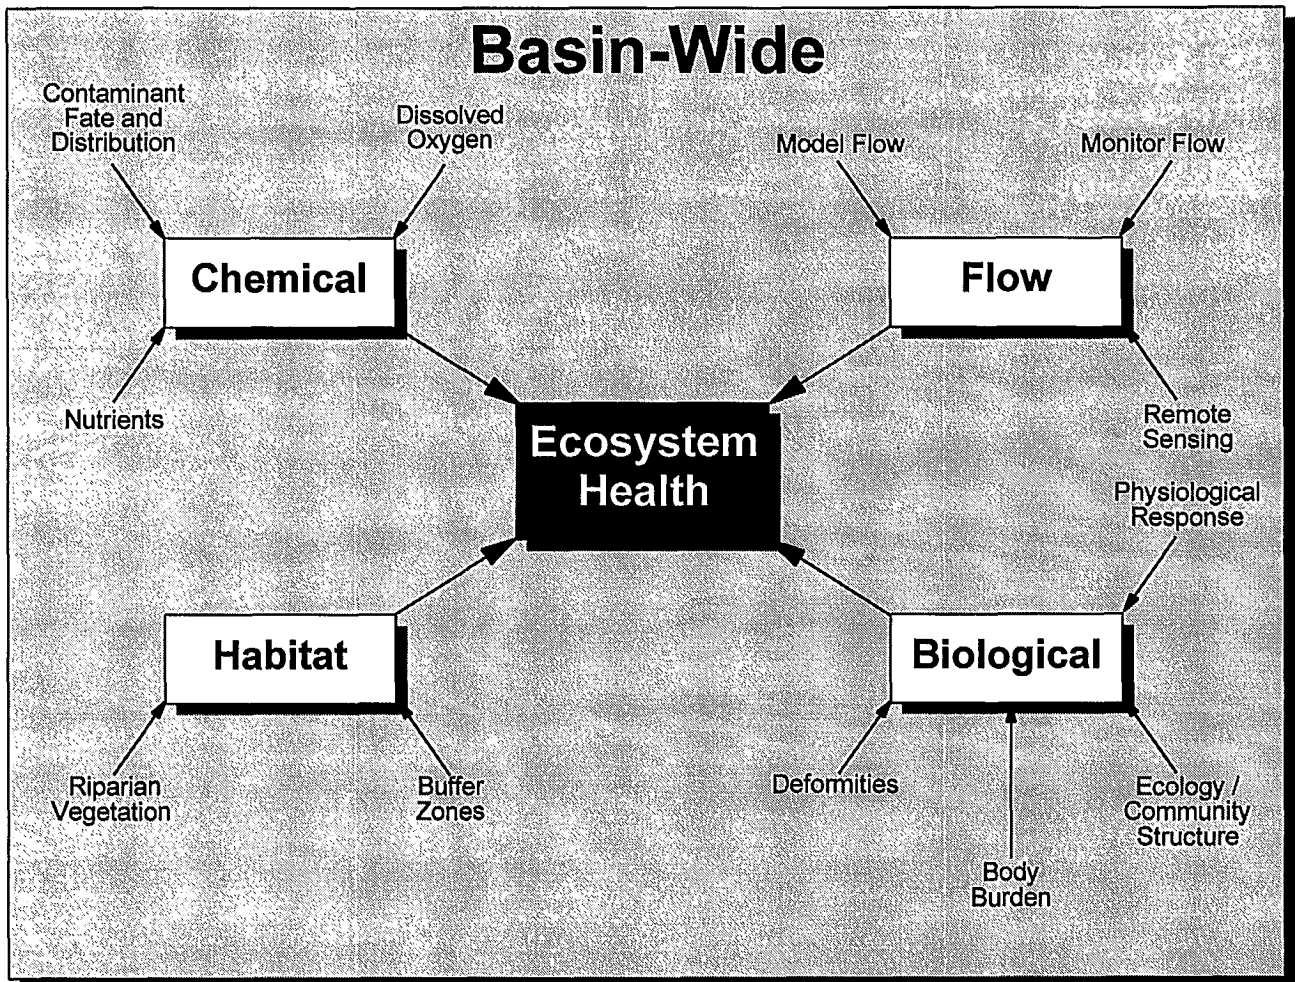 Basin-Wide
Contaminant
Fate and
Distribution
Dissolved
Oxygen
Model Flow
Monitor Flow
Chemical
Flow
Nutrients
Remote
Sensing
Ecosystem
Health
Physiological
Response
Habitat
Biological
Riparian
Vegetation
Buffer
Zones
Deformities
Body
Burden
Ecology /
Community
Structure